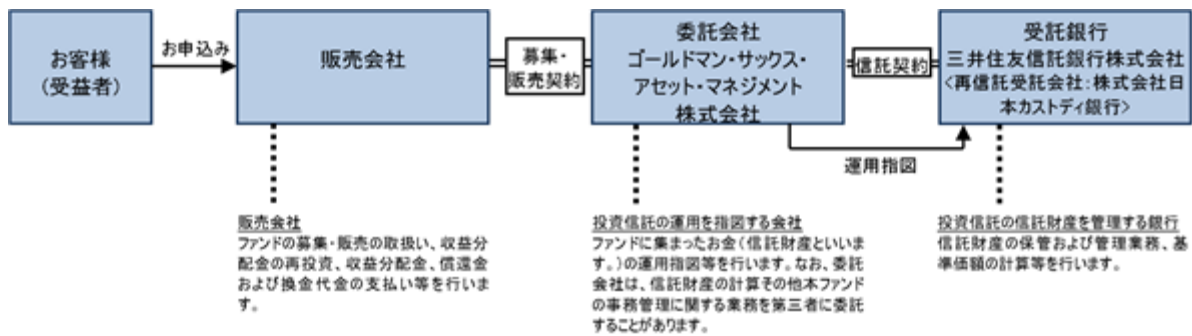 お客様
(受益者)
お申込み
販売会社
募集・
販売契約
委託会社
ゴールドマン・サックス・
アセット・マネジメント
株式会社
信託契約
受託銀行
三井住友信託銀行株式会社
<再信託受託会社:株式会社日
本カストディ銀行>
運用指図
販売会社
ファンドの募集・販売の取扱い、収益分
配金の再投資、収益分配金、償還金
および換金代金の支払い等を行いま
す。
投資信託の運用を指図する会社
ファンドに集まったお金(信託財産といいま
す。)の運用指図等を行います。なお、委託
会社は、信託財産の計算その他本ファンド
の事務管理に関する業務を第三者に委託
することがあります。
投資信託の信託財産を管理する銀行
信託財産の保管および管理業務、基
準価額の計算等を行います。